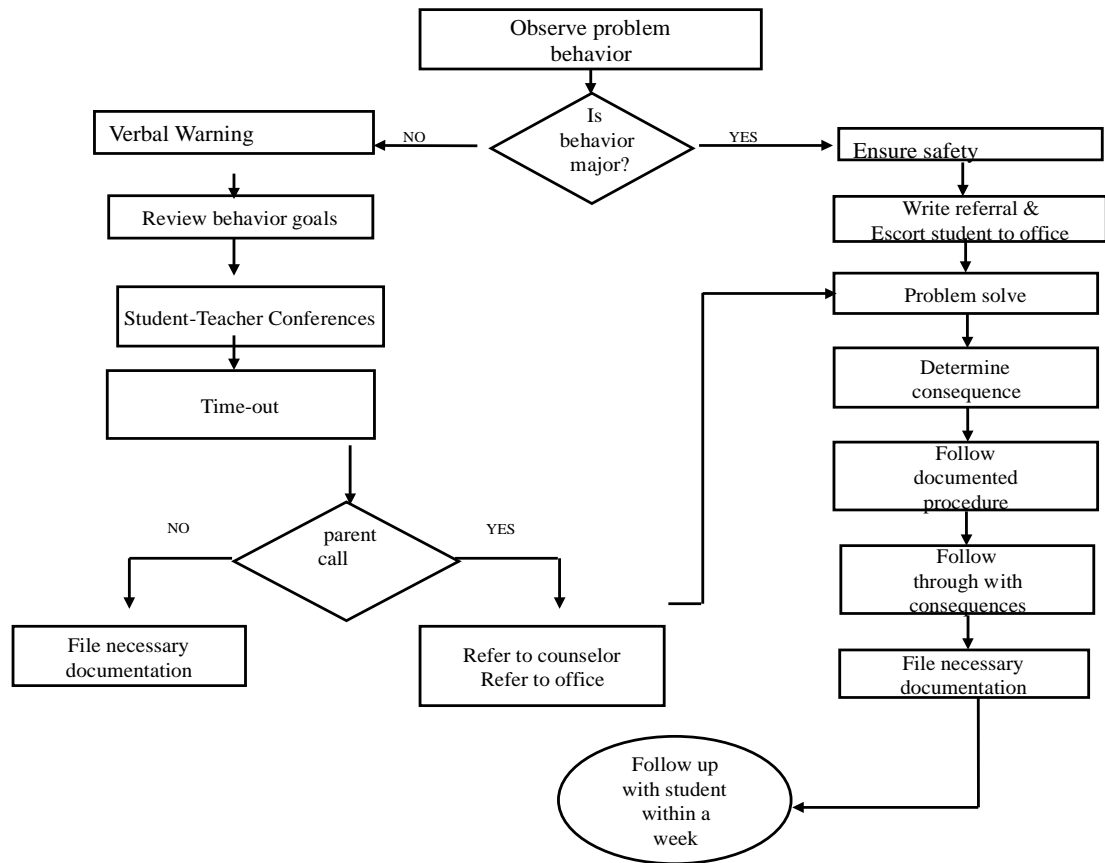 Observe problem
behavior
Is
behavior
major?
NO
YES
Verbal Warning
Ensure safety
Review behavior goals
Write referral &
Escort student to office
Student-Teacher Conferences
Problem solve
Time-out
Determine
consequence
Follow
documented
procedure
parent
call
NO
YES
Follow
through with
consequences
File necessary
documentation
Refer to counselor
Refer to office
File necessary
documentation
Follow up
with student
within a
week